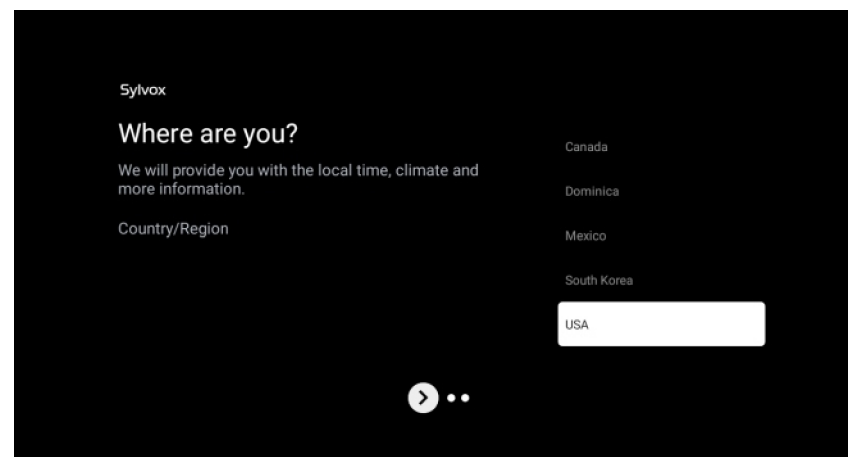 Sylvox
Where are you?
We will provide you with the local time, climate and
more information.
Country/Region
Canada
Dominica
Mexico
South Korea
USA